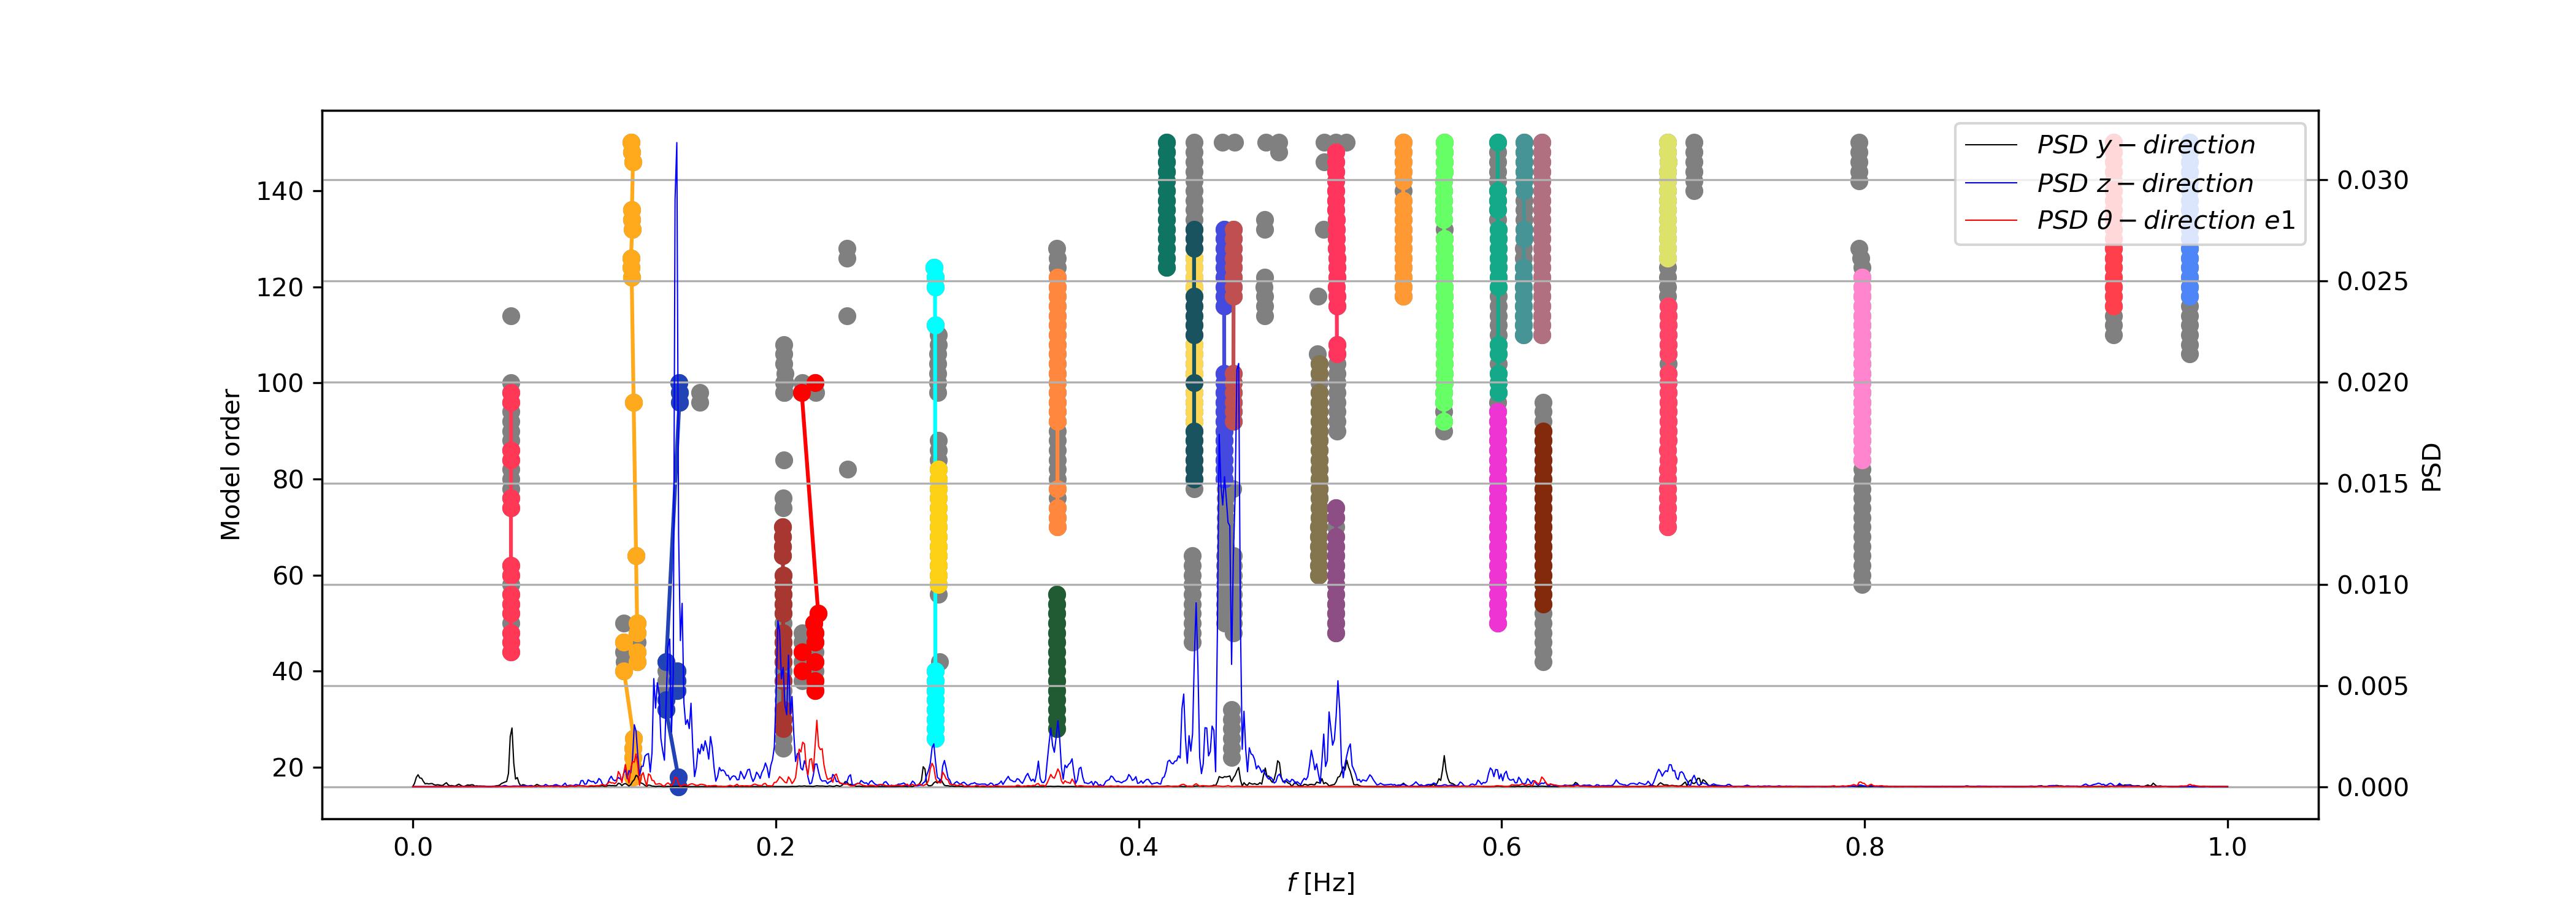 PSD y − direction
PSD z − direction
PSD θ − direction e1
Model order
140
120
100
80
60
40
20
0.030
0.025
0.020
0.015
0.010
0.005
0.000
PSD
0.0 0.2 0.4 0.6 0.8 1.0
f [Hz]